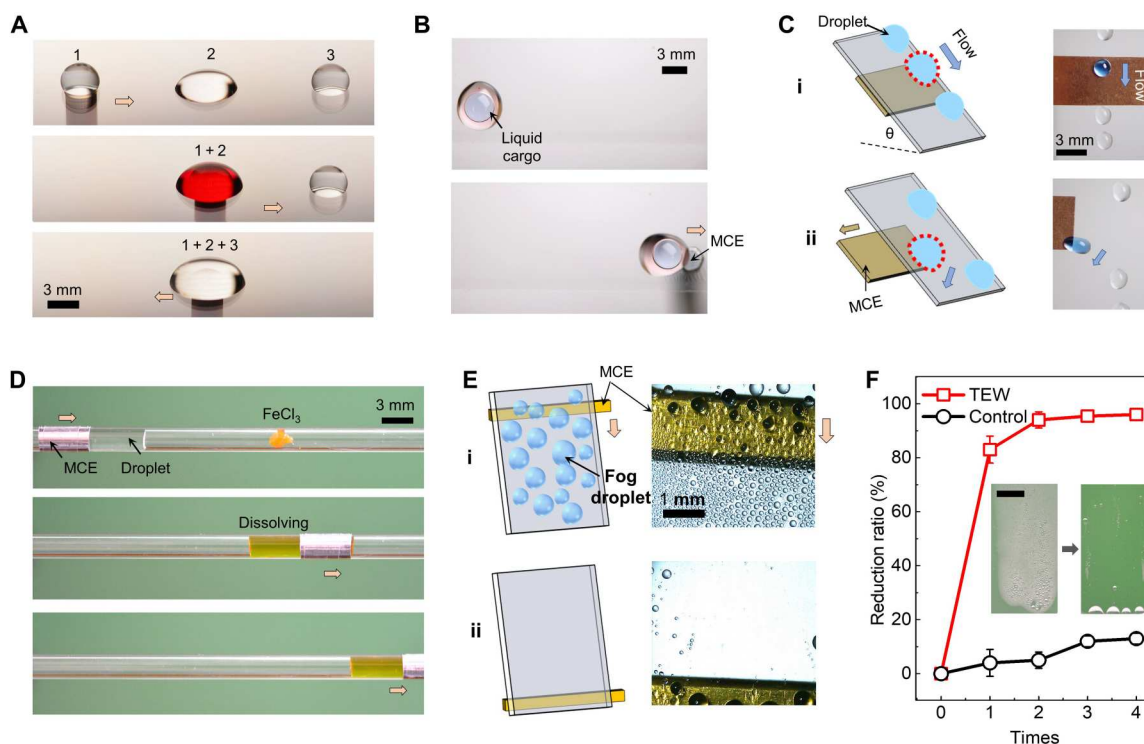 A
1
2
3
1 + 2
1 + 2 + 3
3 mm
B
3 mm
Liquid
cargo
MCE
C
Droplet
Flow
i
θ
Flow
3 mm
ii
MCE
D
FeCl3
3 mm
MCE
Droplet
Dissolving
E
MCE
i
Fog
droplet
1 mm
ii
F
TEW
Control
Reduction ratio (%)
100
80
60
40
20
0
0 1 2 3 4
Times